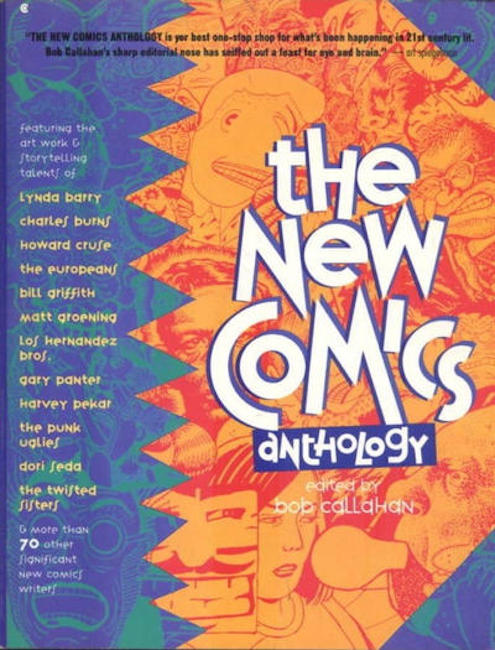 "THE NEW COMICS ANTHOLOGY is yer best one-stop shop for what's been happening in 21st century lit.
Bob Callahan's sharp editorial nose has sniffed out a feast for eye and brain." — art spiegelman
featuring the
art work &
storytelling
talents of
Lynda barry
charles burns
Howard cruse
the europeans
bill griffith
matt groening
Los Hernandez
bros.
gary panter
Harvey pekar
the punk
uglies
dori seda
the twisted
sisters
& more than
70 other
significant
new comics
writers
the
New
Comics
anthology
edited by
bob callahan